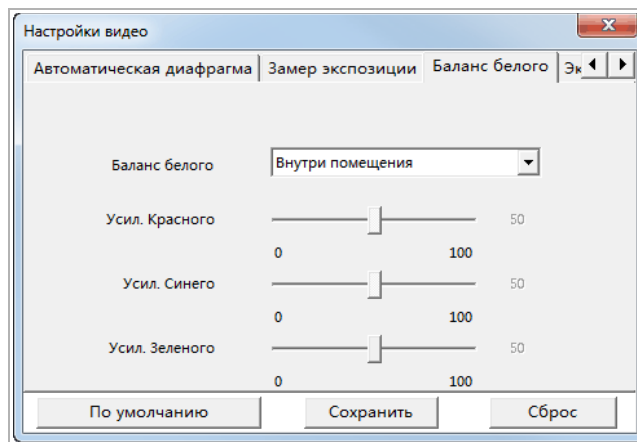 Настройки видео
Автоматическая диафрагма Замер экспозиции Баланс белого Эк
Баланс белого Внутри помещения
Усил. Красного 50
0 100
Усил. Синего 50
0 100
Усил. Зеленого 50
0 100
По умолчанию Сохранить Сброс